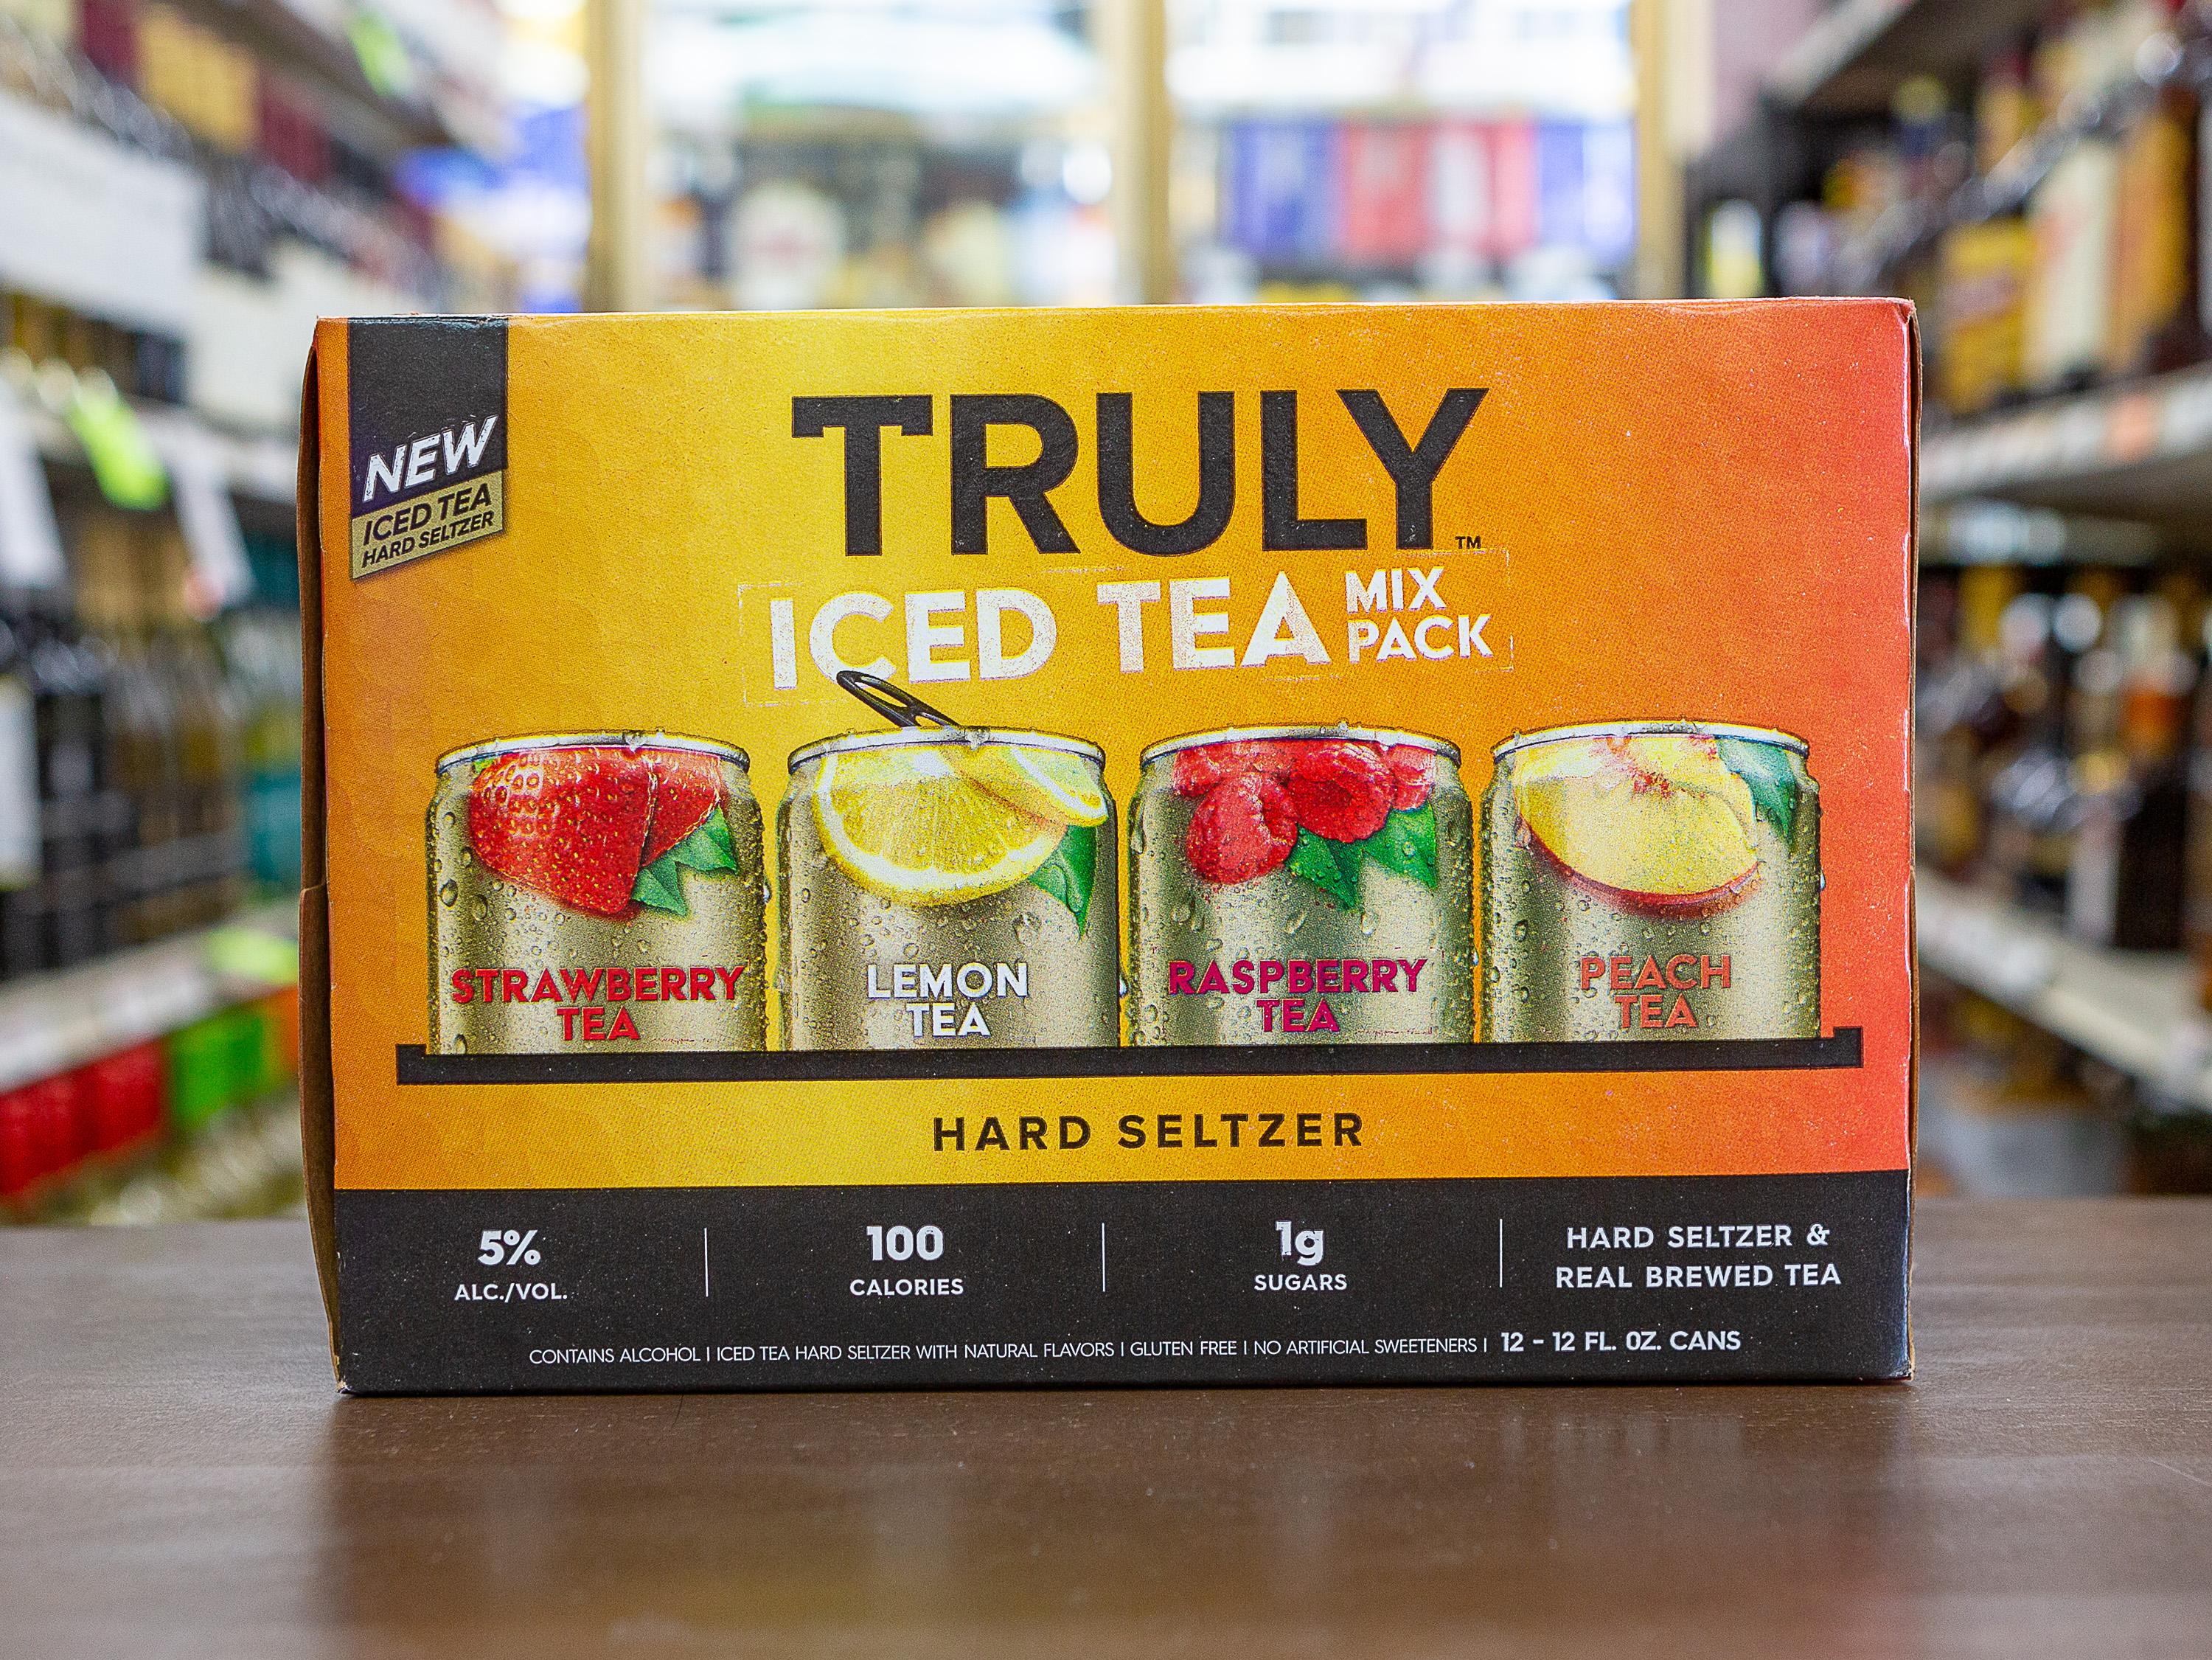 NEW
ICED TEA
HARD SELTZER
TRULY™
ICED TEA MIX PACK
STRAWBERRY TEA
LEMON TEA
RASPBERRY TEA
PEACH TEA
HARD SELTZER
5% ALC./VOL.
100 CALORIES
1g SUGARS
HARD SELTZER &
REAL BREWED TEA
CONTAINS ALCOHOL | ICED TEA HARD SELTZER WITH NATURAL FLAVORS | GLUTEN FREE | NO ARTIFICIAL SWEETENERS | 12 - 12 FL. OZ. CANS